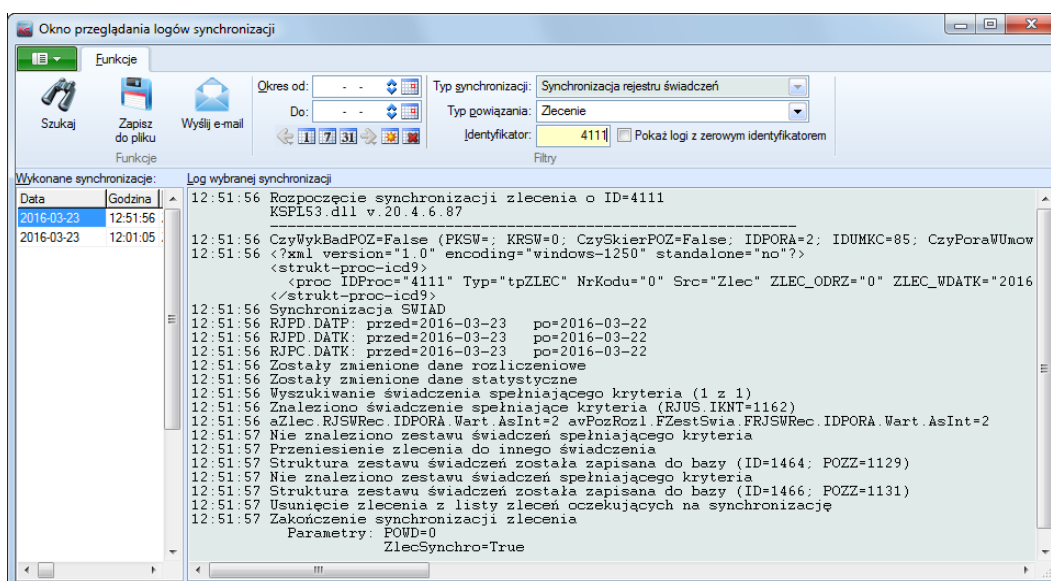 Okno przeglądania logów synchronizacji
Funkcje
Szukaj
Zapisz do pliku
Wyślij e-mail
Funkcje
Okres od: - -
Do: - -
1 7 31
Typ synchronizacji: Synchronizacja rejestru świadczeń
Typ powiązania: Zlecenie
Identyfikator: 4111 Pokaż logi z zerowym identyfikatorem
Filtry
Wykonane synchronizacje:
Data Godzina
2016-03-23 12:51:56
2016-03-23 12:01:05
Log wybranej synchronizacji
12:51:56 Rozpoczęcie synchronizacji zlecenia o ID=4111
KSPL53.dll v.20.4.6.87
------------------------------------------------------
12:51:56 CzyWykBadPOZ=False (PKSW=; KRSW=0; CzySkierPOZ=False; IDPORA=2; IDUMKC=85; CzyPoraWUmow
12:51:56 <?xml version="1.0" encoding="windows-1250" standalone="no"?>
<strukt-proc-icd9>
<proc IDProc="4111" Typ="tpZLEC" NrKodu="0" Src="Zlec" ZLEC_ODRZ="0" ZLEC_WDATK="2016
</strukt-proc-icd9>
12:51:56 Synchronizacja SWIAD
12:51:56 RJPD.DATP: przed=2016-03-23 po=2016-03-22
12:51:56 RJPD.DATK: przed=2016-03-23 po=2016-03-22
12:51:56 RJPC.DATK: przed=2016-03-23 po=2016-03-22
12:51:56 Zostały zmienione dane rozliczeniowe
12:51:56 Zostały zmienione dane statystyczne
12:51:56 Wyszukiwanie świadczenia spełniającego kryteria (1 z 1)
12:51:56 Znaleziono świadczenie spełniające kryteria (RJUS.IKNT=1162)
12:51:56 aZlec.RJSWRec.IDPORA.Wart.AsInt=2 avPozRozl.FZestSwia.FRJSWRec.IDPORA.Wart.AsInt=2
12:51:57 Nie znaleziono zestawu świadczeń spełniającego kryteria
12:51:57 Przeniesienie zlecenia do innego świadczenia
12:51:57 Struktura zestawu świadczeń została zapisana do bazy (ID=1464; POZZ=1129)
12:51:57 Nie znaleziono zestawu świadczeń spełniającego kryteria
12:51:57 Struktura zestawu świadczeń została zapisana do bazy (ID=1466; POZZ=1131)
12:51:57 Usunięcie zlecenia z listy zleceń oczekujących na synchronizację
12:51:57 Zakończenie synchronizacji zlecenia
Parametry: POWD=0
ZlecSynchro=True